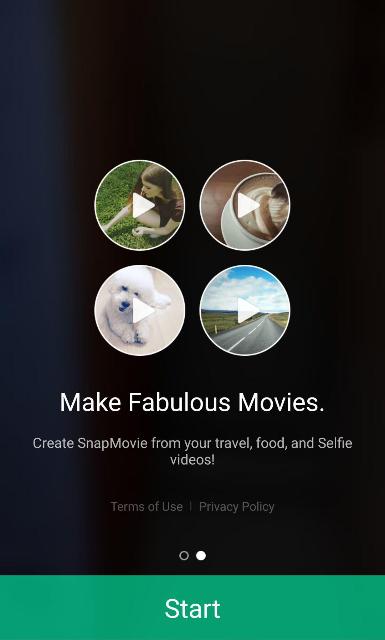 Make Fabulous Movies.
Create SnapMovie from your travel, food, and Selfie
videos!
Terms of Use | Privacy Policy
Start